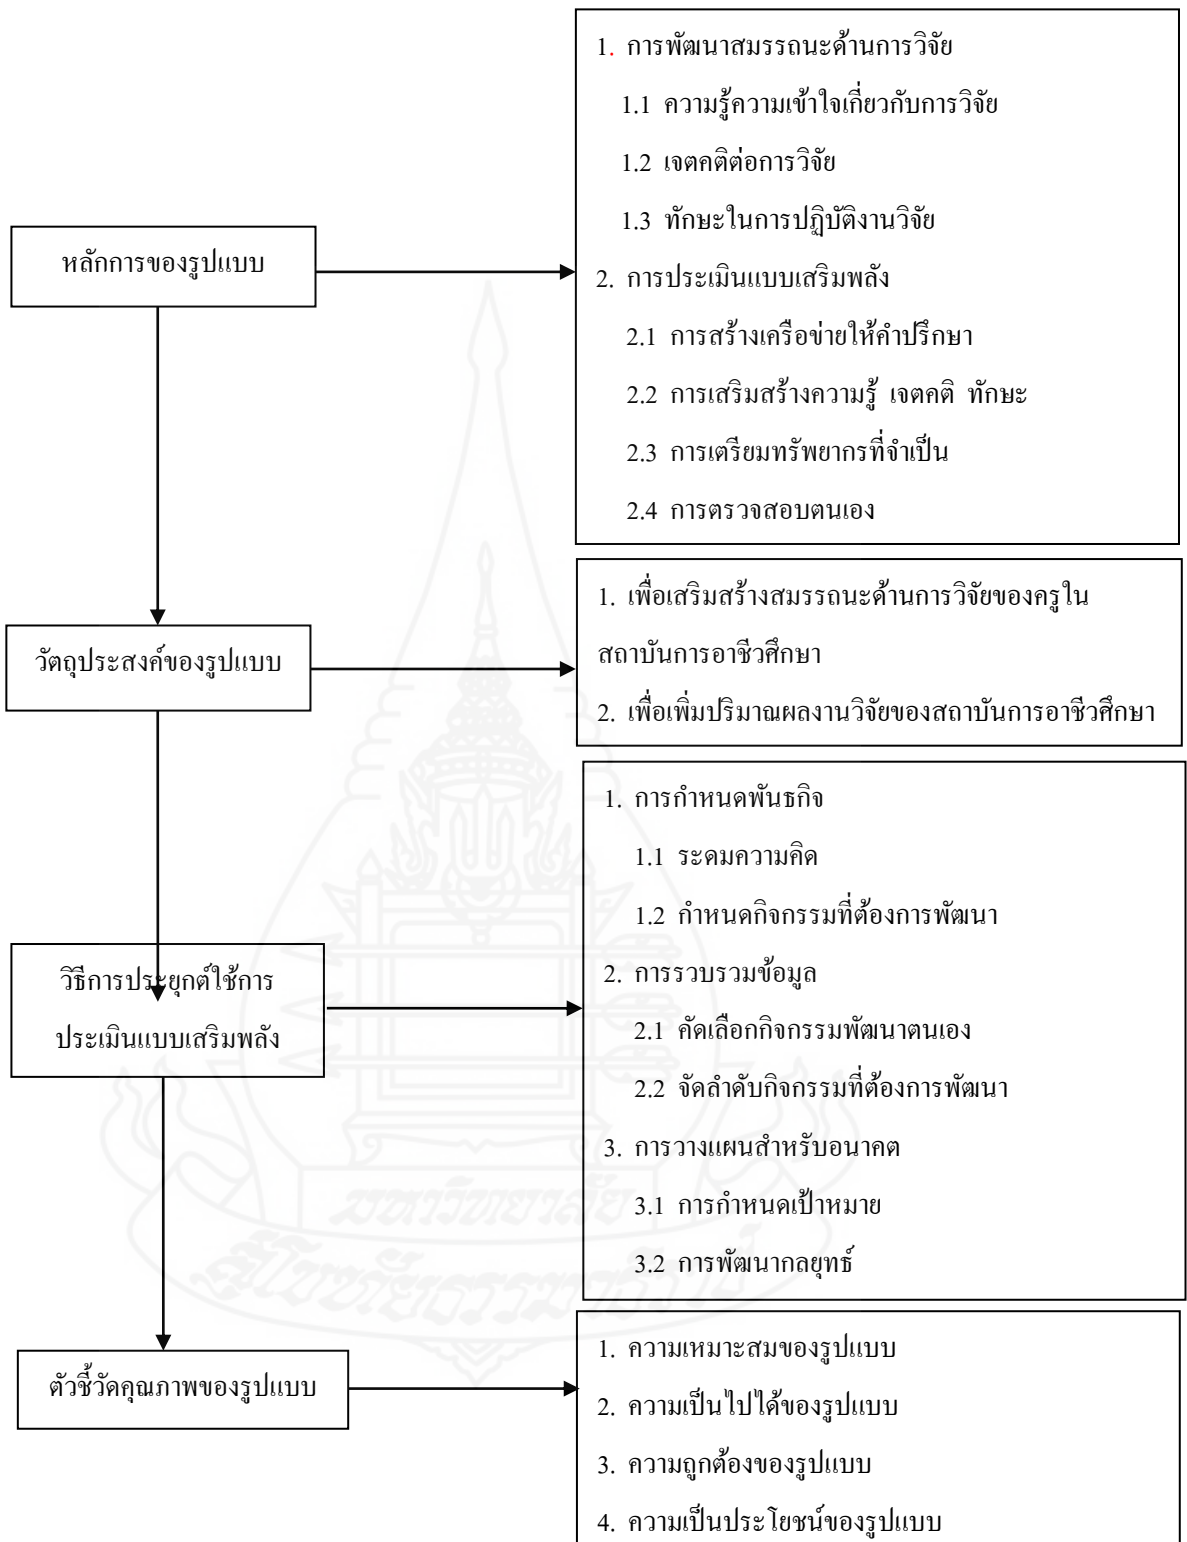 หลักการของรูปแบบ
1. การพัฒนาสมรรถนะด้านการวิจัย
1.1 ความรู้ความเข้าใจเกี่ยวกับการวิจัย
1.2 เจตคติต่อการวิจัย
1.3 ทักษะในการปฏิบัติงานวิจัย
2. การประเมินแบบเสริมพลัง
2.1 การสร้างเครือข่ายให้คำปรึกษา
2.2 การเสริมสร้างความรู้ เจตคติ ทักษะ
2.3 การเตรียมทรัพยากรที่จำเป็น
2.4 การตรวจสอบตนเอง
วัตถุประสงค์ของรูปแบบ
1. เพื่อเสริมสร้างสมรรถนะด้านการวิจัยของครูใน
สถาบันการอาชีวศึกษา
2. เพื่อเพิ่มปริมาณผลงานวิจัยของสถาบันการอาชีวศึกษา
วิธีการประยุกต์ใช้การ
ประเมินแบบเสริมพลัง
1. การกำหนดพันธกิจ
1.1 ระดมความคิด
1.2 กำหนดกิจกรรมที่ต้องการพัฒนา
2. การรวบรวมข้อมูล
2.1 คัดเลือกกิจกรรมพัฒนาตนเอง
2.2 จัดลำดับกิจกรรมที่ต้องการพัฒนา
3. การวางแผนสำหรับอนาคต
3.1 การกำหนดเป้าหมาย
3.2 การพัฒนากลยุทธ์
ตัวชี้วัดคุณภาพของรูปแบบ
1. ความเหมาะสมของรูปแบบ
2. ความเป็นไปได้ของรูปแบบ
3. ความถูกต้องของรูปแบบ
4. ความเป็นประโยชน์ของรูปแบบ
มหาวิทยาลัย
สุโขทัยธรรมาธิราช